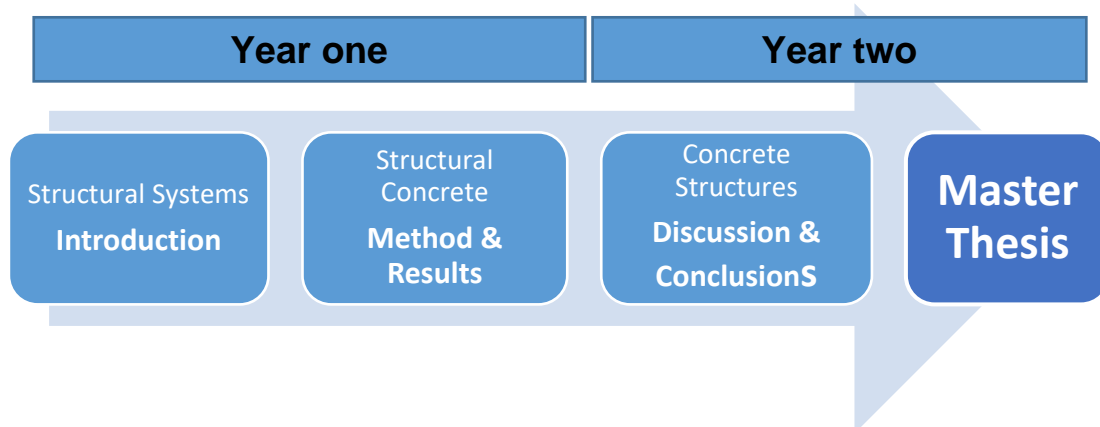 Year one
Year two
Structural Systems
Introduction
Structural
Concrete
Method &
Results
Concrete
Structures
Discussion &
ConclusionS
Master
Thesis